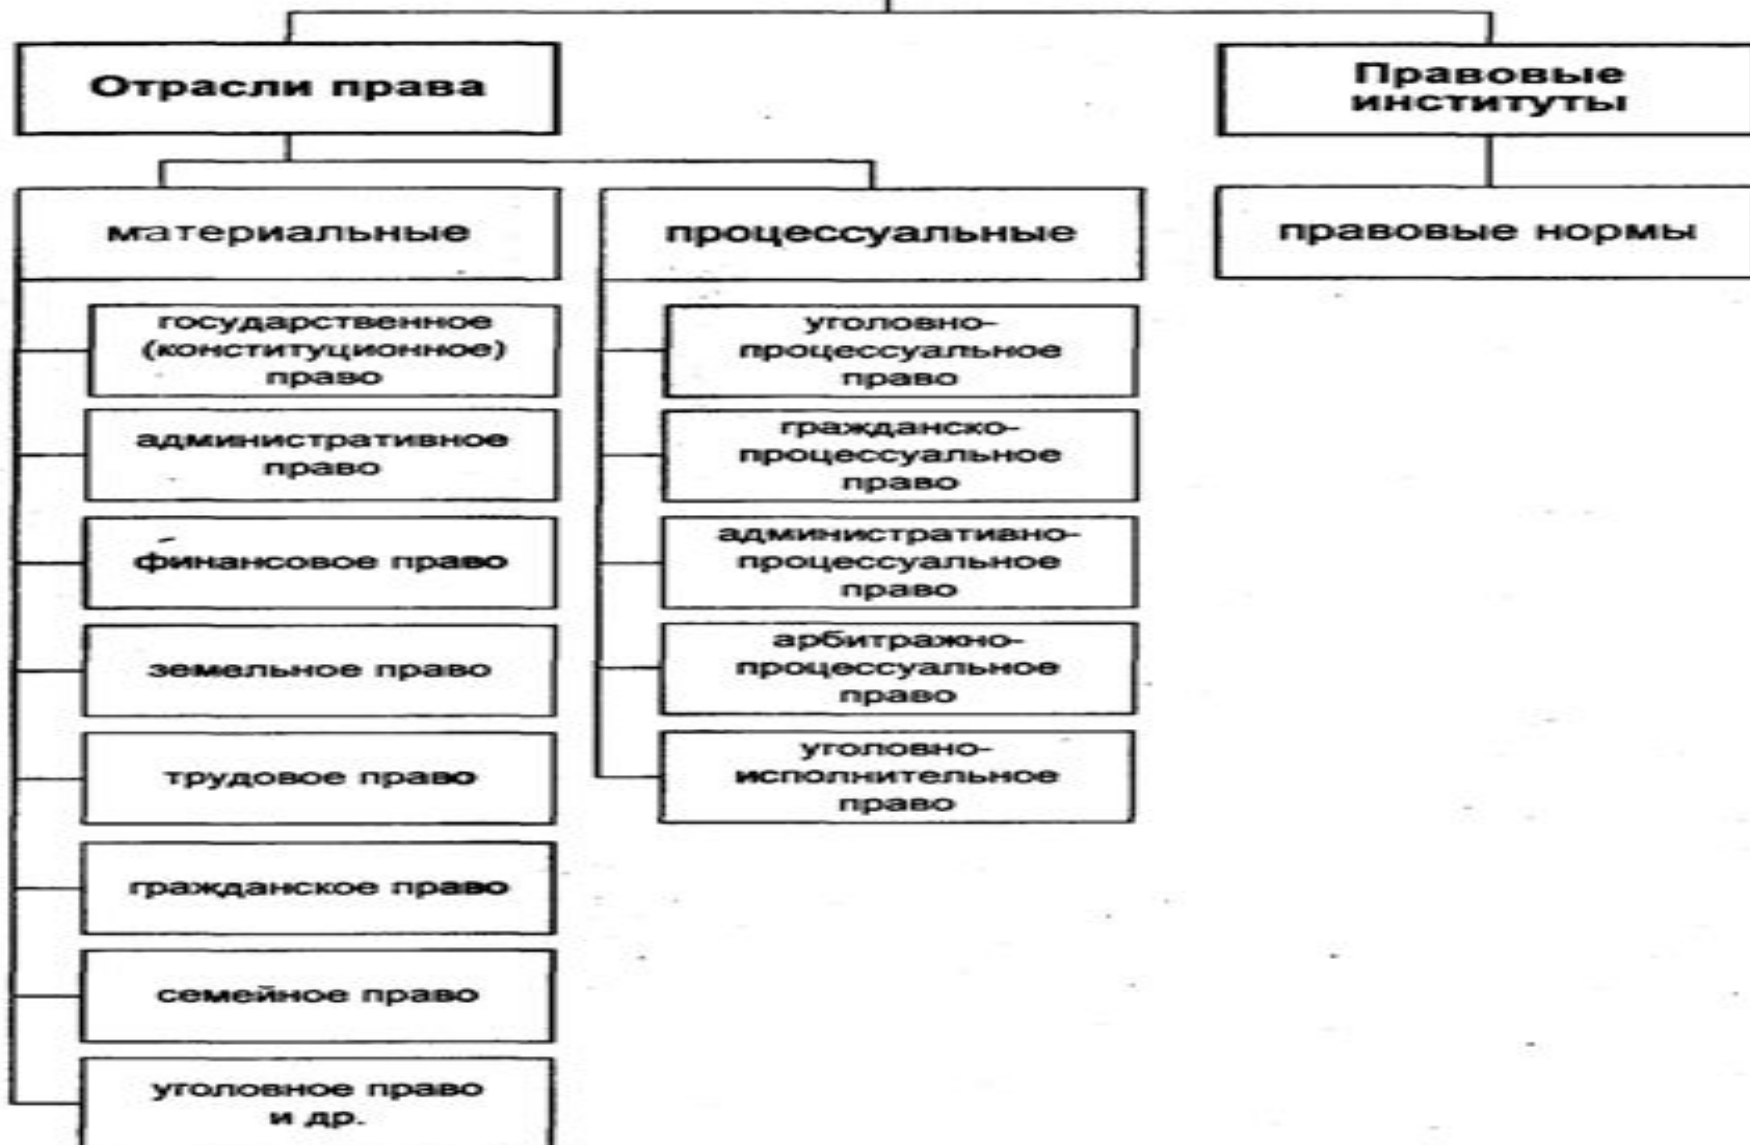 Отрасли права
Правовые
институты
материальные
процессуальные
правовые нормы
государственное
(конституционное)
право
административное
право
финансовое право
земельное право
трудовое право
гражданское право
семейное право
уголовное право
и др.
уголовно-
процессуальное
право
гражданско-
процессуальное
право
административно-
процессуальное
право
арбитражно-
процессуальное
право
уголовно-
исполнительное
право